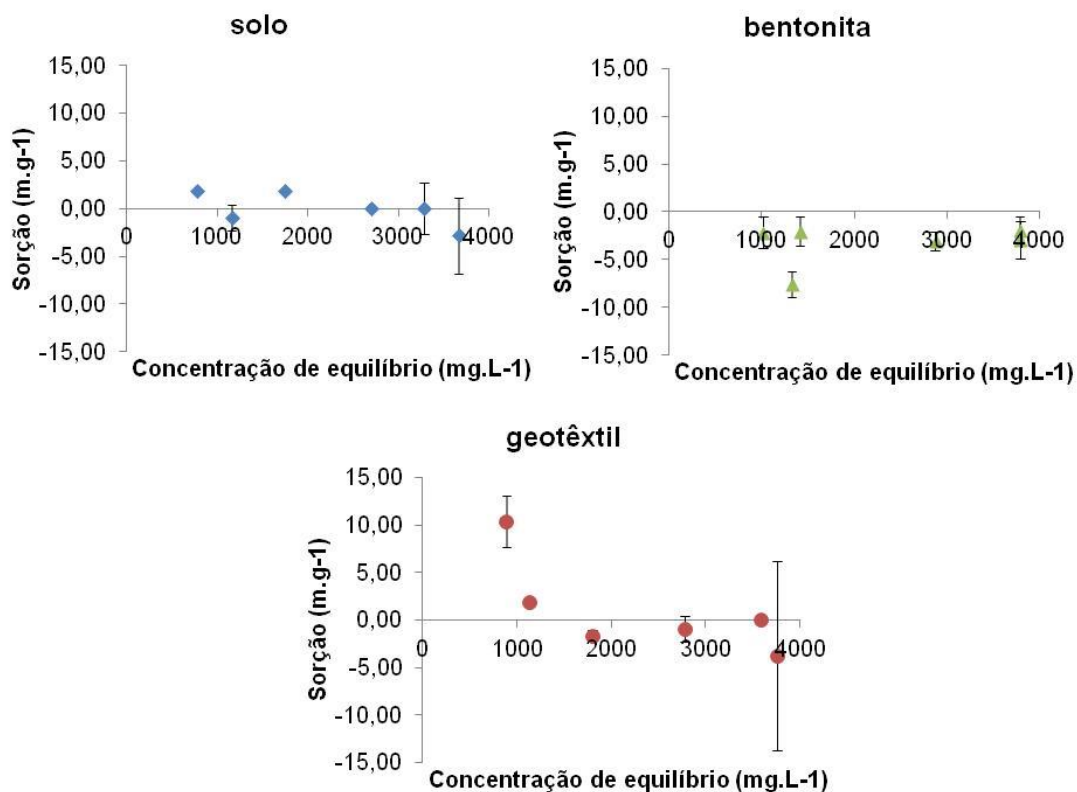 solo
15,00
10,00
5,00
0,00
-5,00
-10,00
-15,00
0 1000 2000 3000 4000
Sorção (m.g-1)
Concentração de equilíbrio (mg.L-1)
bentonita
15,00
10,00
5,00
0,00
-5,00
-10,00
-15,00
0 1000 2000 3000 4000
Sorção (m.g-1)
Concentração de equilíbrio (mg.L-1)
geotêxtil
15,00
10,00
5,00
0,00
-5,00
-10,00
-15,00
0 1000 2000 3000 4000
Sorção (m.g-1)
Concentração de equilíbrio (mg.L-1)